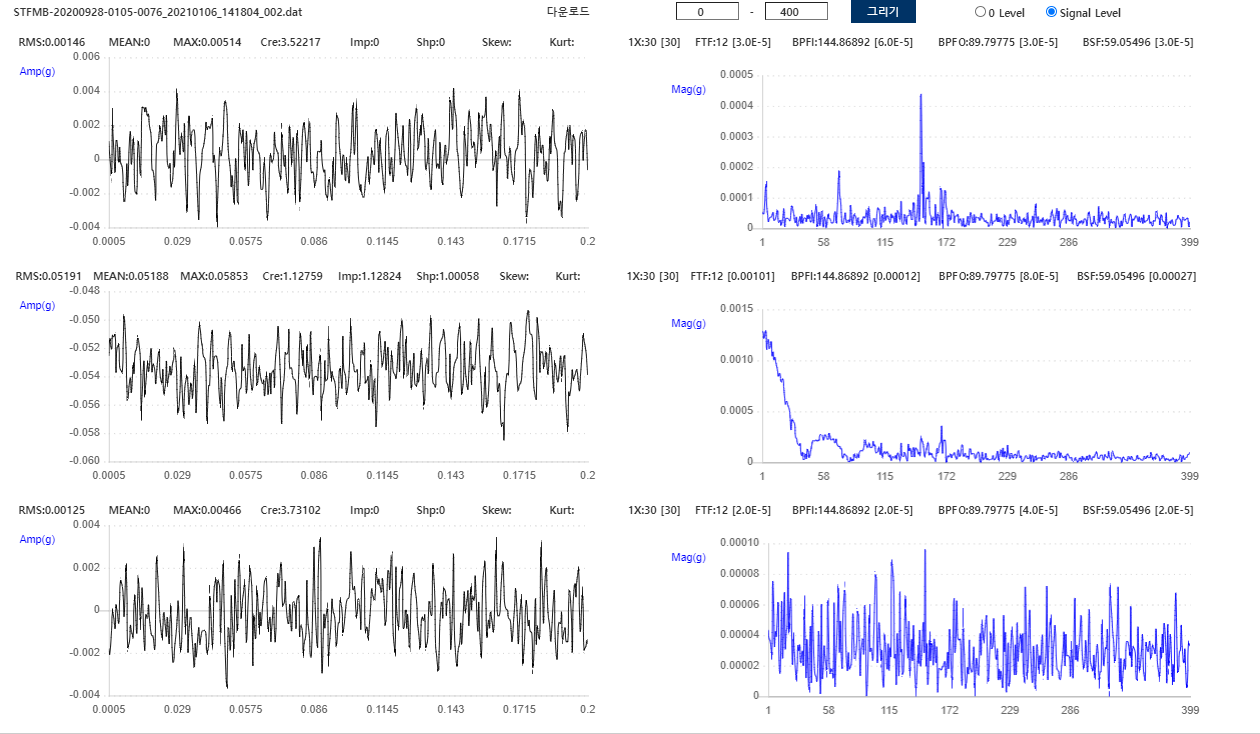 STFMB-20200928-0105-0076_20210106_141804_002.dat 다운로드 0 - 400 그리기 0 Level Signal Level
RMS:0.00146 MEAN:0 MAX:0.00514 Cre:3.52217 Imp:0 Shp:0 Skew: Kurt:
Amp(g)
0.006
0.004
0.002
0
-0.002
-0.004
0.0005 0.029 0.0575 0.086 0.1145 0.143 0.1715 0.2
1X:30 [30] FTF:12 [3.0E-5] BPFI:144.86892 [6.0E-5] BPFO:89.79775 [3.0E-5] BSF:59.05496 [3.0E-5]
Mag(g)
0.0005
0.0004
0.0003
0.0002
0.0001
0
1 58 115 172 229 286 399
RMS:0.05191 MEAN:0.05188 MAX:0.05853 Cre:1.12759 Imp:1.12824 Shp:1.00058 Skew: Kurt:
Amp(g)
-0.048
-0.050
-0.052
-0.054
-0.056
-0.058
-0.060
0.0005 0.029 0.0575 0.086 0.1145 0.143 0.1715 0.2
1X:30 [30] FTF:12 [0.00101] BPFI:144.86892 [0.00012] BPFO:89.79775 [8.0E-5] BSF:59.05496 [0.00027]
Mag(g)
0.0015
0.0010
0.0005
0
1 58 115 172 229 286 399
RMS:0.00125 MEAN:0 MAX:0.00466 Cre:3.73102 Imp:0 Shp:0 Skew: Kurt:
Amp(g)
0.004
0.002
0
-0.002
-0.004
0.0005 0.029 0.0575 0.086 0.1145 0.143 0.1715 0.2
1X:30 [30] FTF:12 [2.0E-5] BPFI:144.86892 [2.0E-5] BPFO:89.79775 [4.0E-5] BSF:59.05496 [2.0E-5]
Mag(g)
0.00010
0.00008
0.00006
0.00004
0.00002
0
1 58 115 172 229 286 399